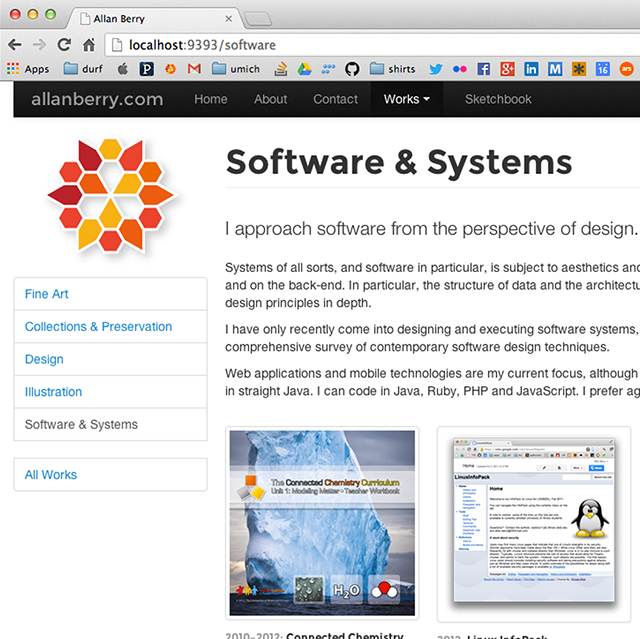 Allan Berry
localhost:9393/software
Apps durf umich shirts 16 ars
allanberry.com Home About Contact Works Sketchbook
Software & Systems
I approach software from the perspective of design.
Systems of all sorts, and software in particular, is subject to aesthetics and
and on the back-end. In particular, the structure of data and the architectu
design principles in depth.
I have only recently come into designing and executing software systems,
comprehensive survey of contemporary software design techniques.
Web applications and mobile technologies are my current focus, although
in straight Java. I can code in Java, Ruby, PHP and JavaScript. I prefer ag
Fine Art
Collections & Preservation
Design
Illustration
Software & Systems
All Works
The Connected Chemistry Curriculum
Unit 1: Modeling Matter - Teacher Workbook
H2O
LinuxInfoPack
Home
2010-2012: Connected Chemistry
2012: Linux InfoPack